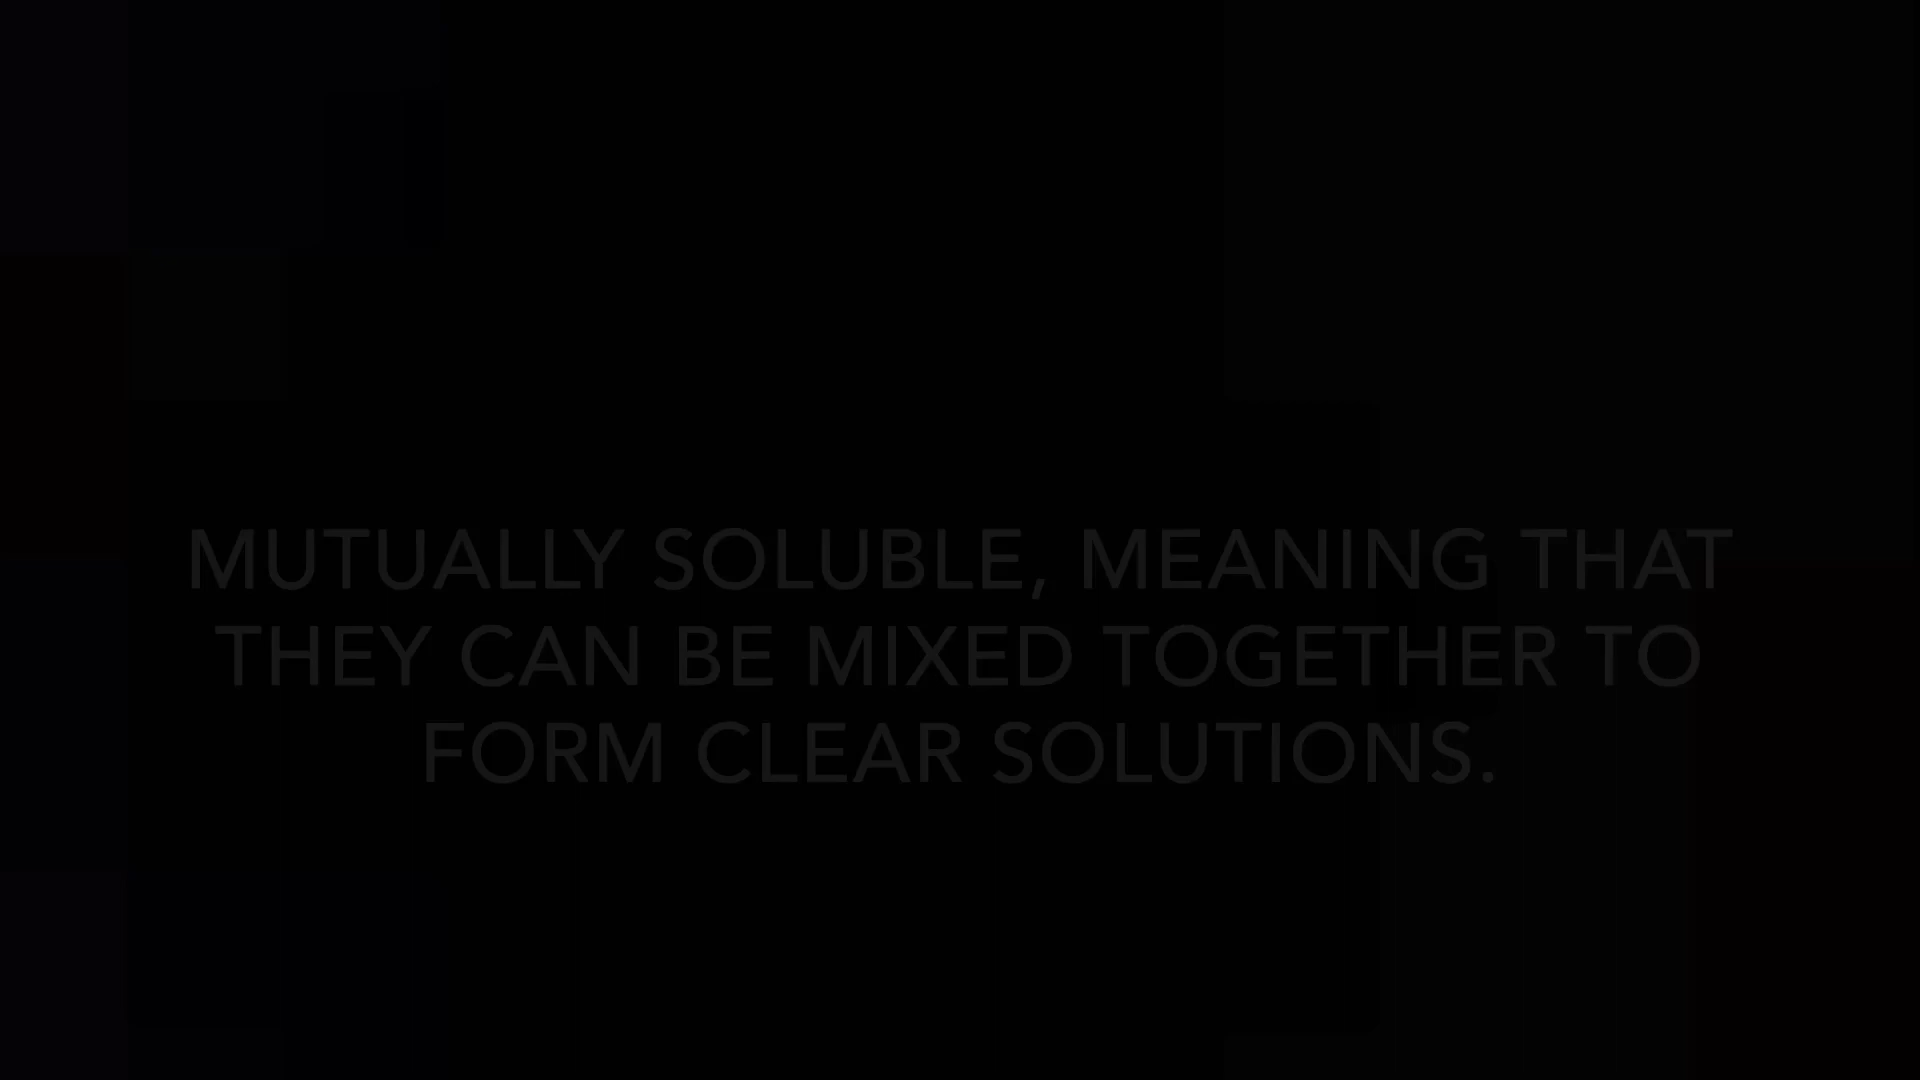 MUTUALLY SOLUBLE, MEANING THAT
THEY CAN BE MIXED TOGETHER TO
FORM CLEAR SOLUTIONS.